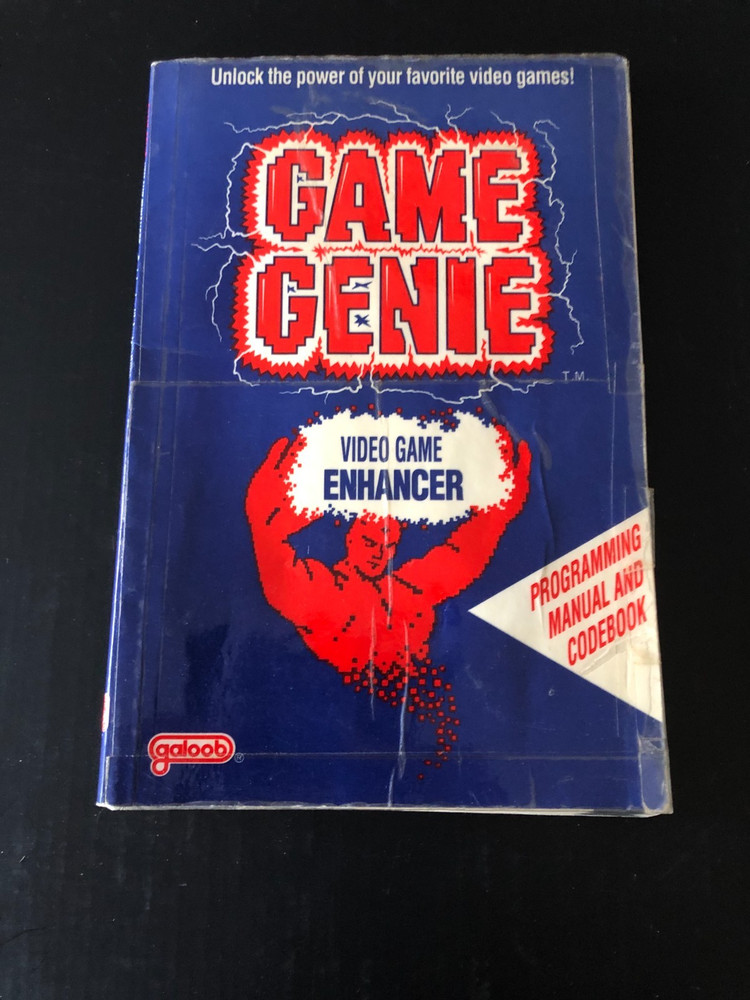 Unlock the power of your favorite video games!
GAME
GENIE
TM
VIDEO GAME
ENHANCER
PROGRAMMING
MANUAL AND
CODEBOOK
galoob®